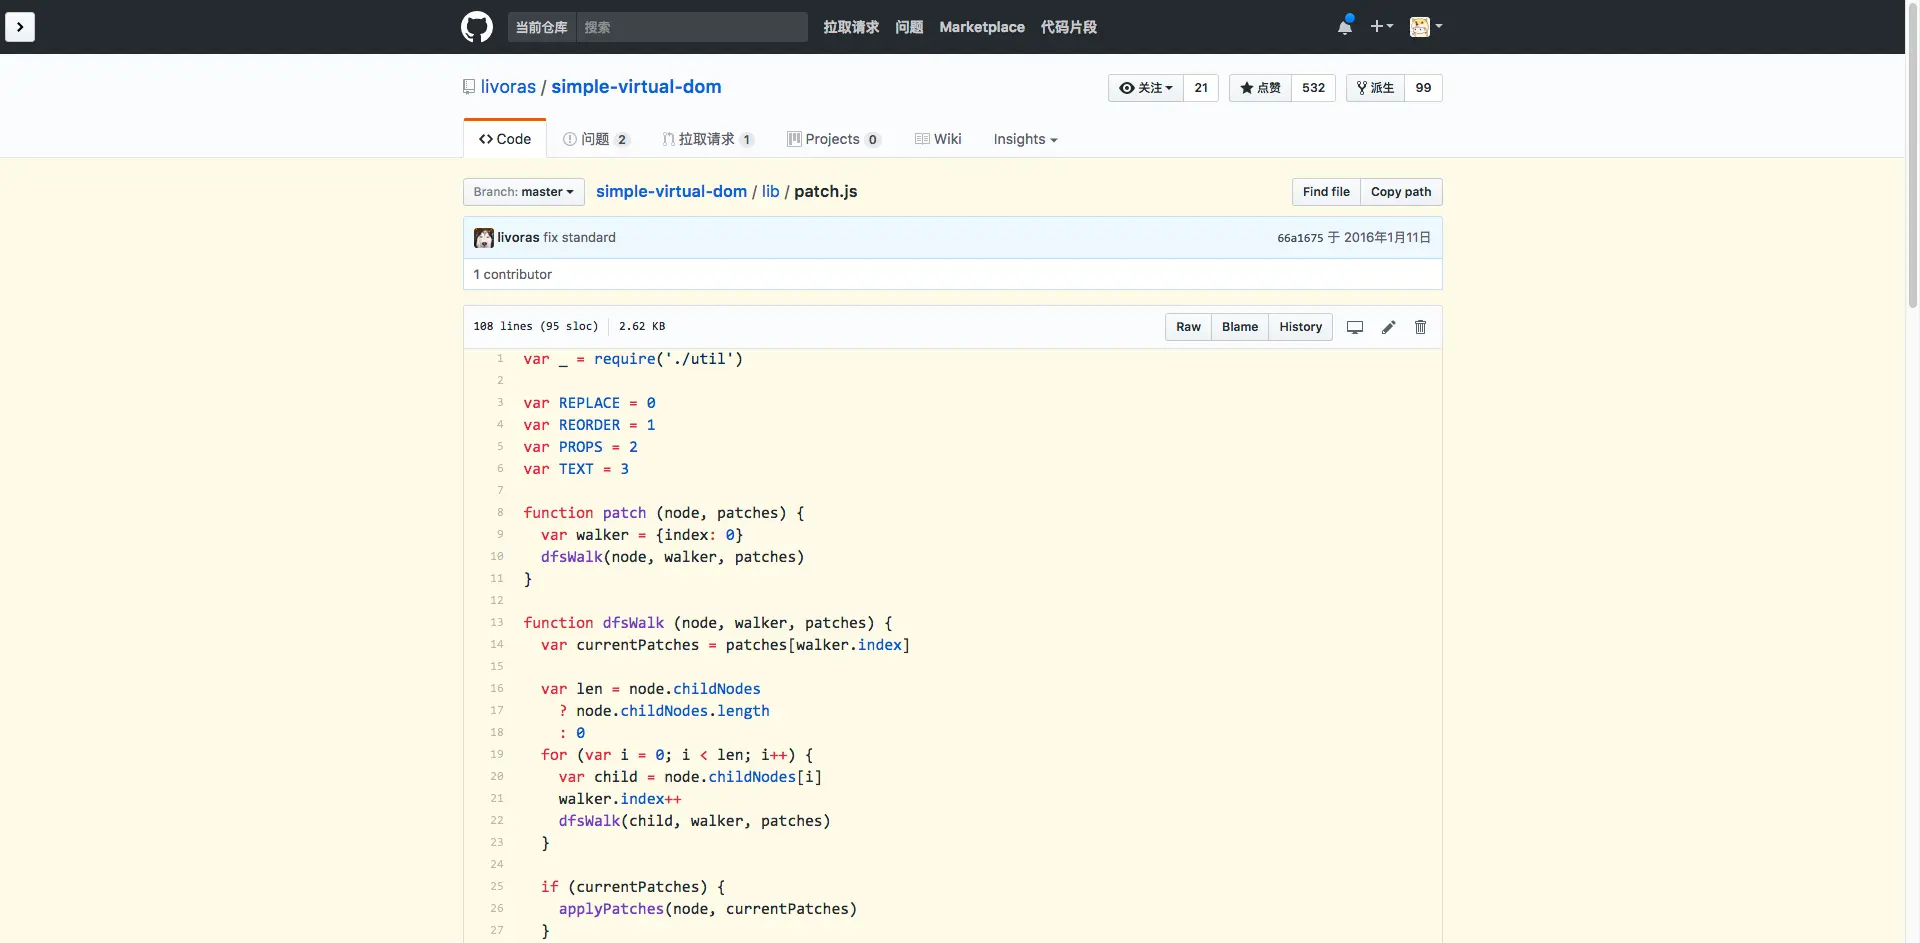 当前仓库 搜索 拉取请求 问题 Marketplace 代码片段
livoras / simple-virtual-dom 关注 21 点赞 532 派生 99
Code 问题 2 拉取请求 1 Projects 0 Wiki Insights
Branch: master simple-virtual-dom / lib / patch.js Find file Copy path
livoras fix standard 66a1675 于 2016年1月11日
1 contributor
108 lines (95 sloc) 2.62 KB Raw Blame History
1 var _ = require('./util')
2
3 var REPLACE = 0
4 var REORDER = 1
5 var PROPS = 2
6 var TEXT = 3
7
8 function patch (node, patches) {
9 var walker = {index: 0}
10 dfsWalk(node, walker, patches)
11 }
12
13 function dfsWalk (node, walker, patches) {
14 var currentPatches = patches[walker.index]
15
16 var len = node.childNodes
17 ? node.childNodes.length
18 : 0
19 for (var i = 0; i < len; i++) {
20 var child = node.childNodes[i]
21 walker.index++
22 dfsWalk(child, walker, patches)
23 }
24
25 if (currentPatches) {
26 applyPatches(node, currentPatches)
27 }